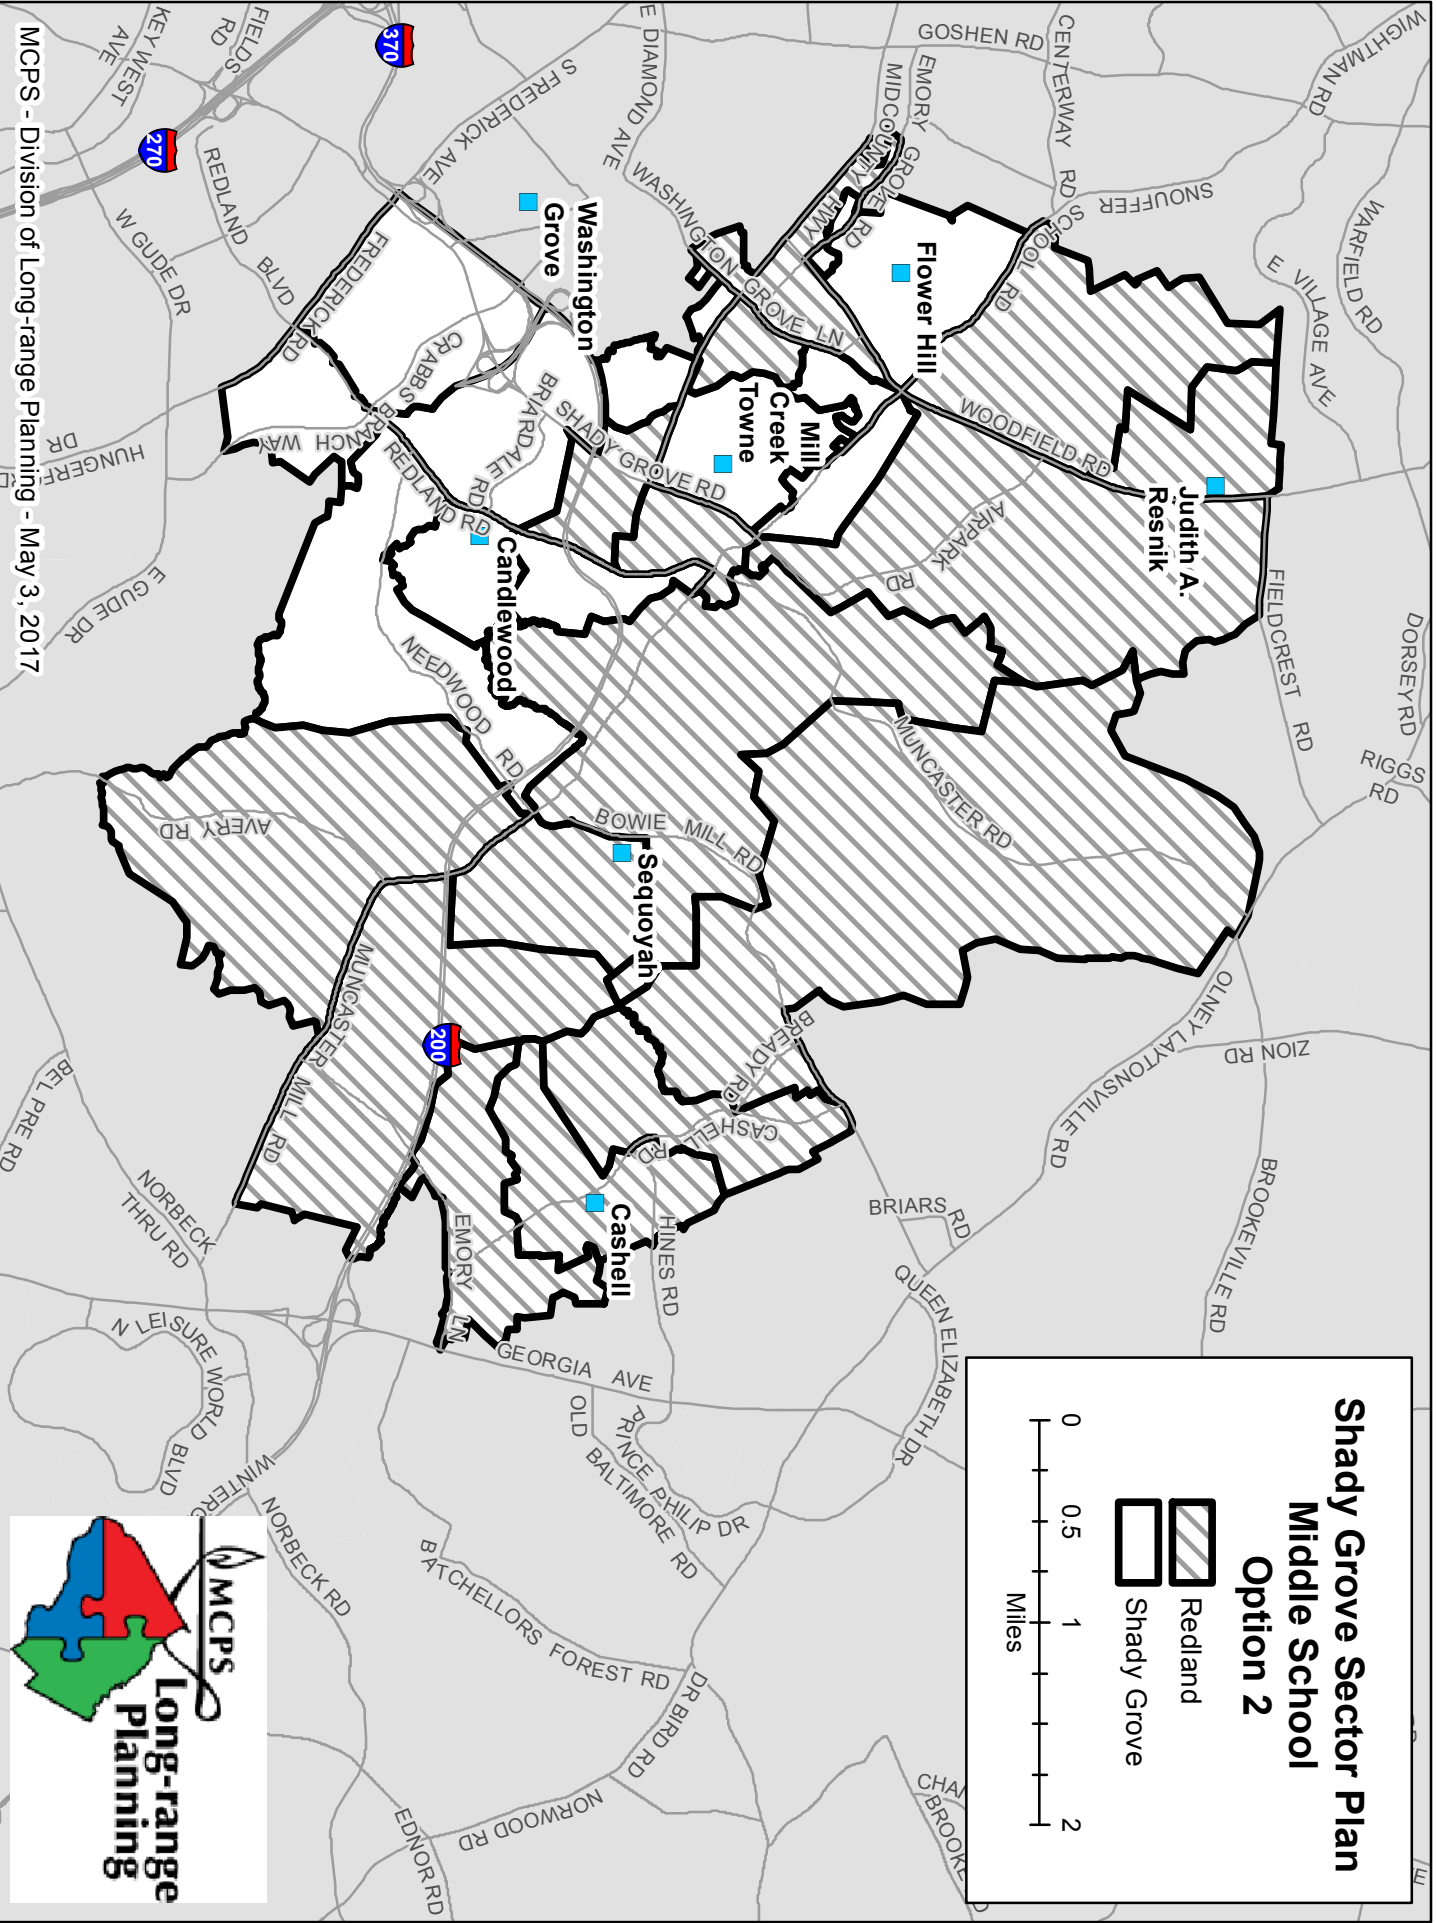 Shady Grove Sector Plan
Middle School
Option 2
Redland
Shady Grove
0
0.5
1
2
Miles
WIGHTMAN RD
GOSHEN RD
CENTERWAY RD
SNOUFFER
SCHOOL RD
WARFIELD RD
E VILLAGE AVE
EMORY
GROVE RD
MIDCOUNTY HWY
E DIAMOND AVE
WASHINGTON
GROVE LN
S FREDERICK AVE
370
270
FIELDS
RD
KEY WEST
AVE
REDLAND
BLVD
W GUDE DR
FREDERICK RD
CRABBS
BRANCH WAY
HUNGERFORD
DR
E GUDE DR
Washington
Grove
Flower Hill
Mill
Creek
Towne
Judith A.
Resnik
WOODFIELD RD
AIRPARK
RD
FIELDCREST RD
DORSEY RD
RIGGS
RD
SHADY GROVE RD
BRIARDALE RD
REDLAND RD
Candlewood
NEEDWOOD RD
MUNCASTER RD
BOWIE MILL RD
Sequoyah
AVERY RD
MUNCASTER MILL RD
200
BREADY RD
CASHELL RD
Cashell
HINES RD
EMORY LN
OLNEY LAYTONSVILLE RD
ZION RD
BROOKEVILLE RD
BRIARS RD
QUEEN ELIZABETH DR
GEORGIA AVE
PRINCE PHILIP DR
OLD BALTIMORE RD
BEL PRE RD
NORBECK
THRU RD
N LEISURE WORLD BLVD
NORBECK RD
BATCHELLORS FOREST RD
DR BIRD RD
NORWOOD RD
EDNOR RD
MCPS
Long-range
Planning
MCPS - Division of Long-range Planning - May 3, 2017